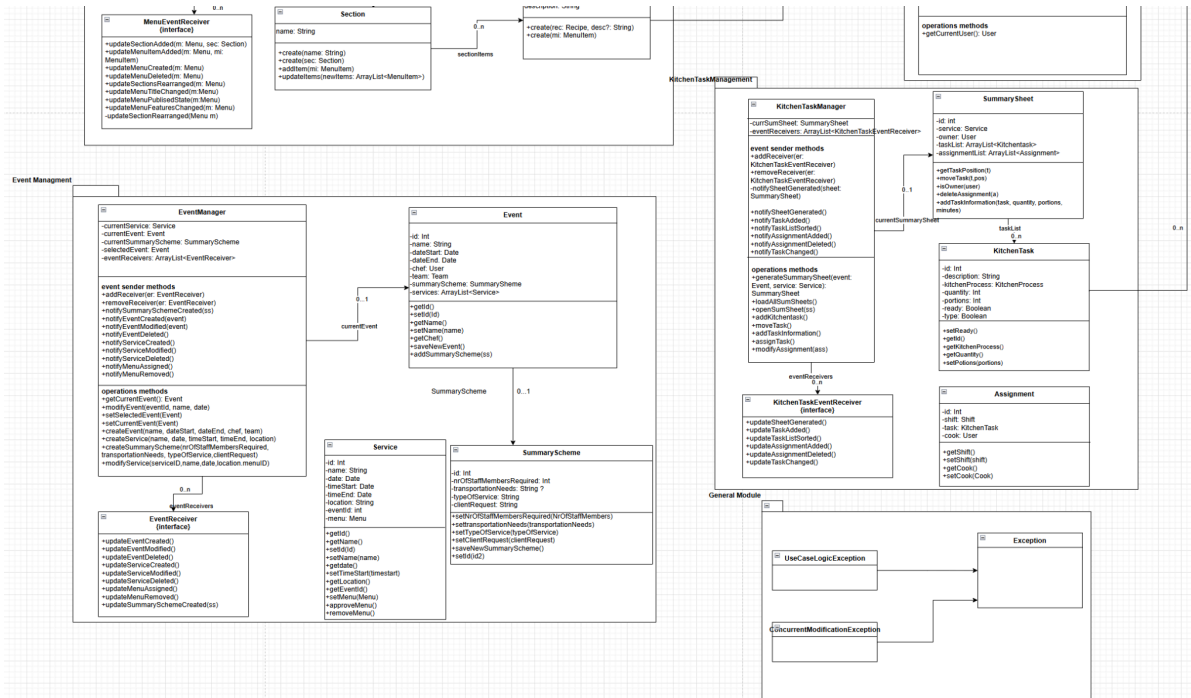 MenuEventReceiver
(interface)
+updateSectionAdded(m: Menu, sec: Section)
+updateMenuItemAdded(m: Menu, mi:
MenuItem)
+updateMenuCreated(m: Menu)
+updateMenuDeleted(m: Menu)
+updateSectionsRearranged(m: Menu)
+updateMenuTitleChanged(m: Menu)
+updateMenuPublisedState(m:Menu)
+updateMenuFeaturesChanged(m: Menu)
-updateSectionRearranged(Menu m)
Section
name: String
+create(name: String)
+create(sec: Section)
+addItem(mi: MenuItem)
+updateItems(newItems: ArrayList<MenuItem>)
0..n
sectionItems
description: String
+create(rec: Recipe, desc?: String)
+create(mi: MenuItem)
operations methods
+getCurrentUser(): User
KitchenTaskManagement
KitchenTaskManager
-currSumSheet: SummarySheet
-eventReceivers: ArrayList<KitchenTaskEventReceiver>
event sender methods
+addReceiver(er:
KitchenTaskEventReceiver)
+removeReceiver(er:
KitchenTaskEventReceiver)
-notifySheetGenerated(sheet:
SummarySheet)
+notifySheetGenerated()
+notifyTaskAdded()
+notifyTaskListSorted()
+notifyAssignmentAdded()
+notifyAssignmentDeleted()
+notifyTaskChanged()
operations methods
+generateSummarySheet(event:
Event, service: Service):
SummarySheet
+loadAllSumSheets()
+openSumSheet(ss)
+addKitchentask()
+moveTask()
+addTaskInformation()
+assignTask()
+modifyAssignment(ass)
0..1
currentSummarySheet
SummarySheet
-id: int
-service: Service
-owner: User
-taskList: ArrayList<Kitchentask>
-assignmentList: ArrayList<Assignment>
+getTaskPosition(t)
+moveTask(t,pos)
+isOwner(user)
+deleteAssignment(a)
+addTaskInformation(task, quantity, portions,
minutes)
taskList
0..n
0..n
KitchenTask
-id: Int
-description: String
-kitchenProcess: KitchenProcess
-quantity: Int
-portions: Int
-ready: Boolean
-type: Boolean
+setReady()
+getId()
+getKitchenProcess()
+getQuantity()
+setPotions(portions)
eventReceivers
0..n
KitchenTaskEventReceiver
(interface)
+updateSheetGenerated()
+updateTaskAdded()
+updateTaskListSorted()
+updateAssignmentAdded()
+updateAssignmentDeleted()
+updateTaskChanged()
Assignment
-id: Int
-shift: Shift
-task: KitchenTask
-cook: User
+getShift()
+setShift(shift)
+getCook()
+setCook(Cook)
Event Managment
EventManager
-currentService: Service
-currentEvent: Event
-currentSummaryScheme: SummaryScheme
-selectedEvent: Event
-eventReceivers: ArrayList<EventReceiver>
event sender methods
+addReceiver(er: EventReceiver)
+removeReceiver(er: EventReceiver)
+notifySummarySchemeCreated(ss)
+notifyEventCreated(event)
+notifyEventModified(event)
+notifyEventDeleted()
+notifyServiceCreated()
+notifyServiceModified()
+notifyServiceDeleted()
+notifyMenuAssigned()
+notifyMenuRemoved()
operations methods
+getCurrentEvent(): Event
+modifyEvent(eventId, name, date)
+setSelectedEvent(Event)
+setCurrentEvent(Event)
+createEvent(name, dateStart, dateEnd, chef, team)
+createService(name, date, timeStart, timeEnd, location)
+createSummaryScheme(nrOfStaffMembersRequired,
transportationNeeds, typeOfService,clientRequest)
+modifyService(serviceID,name,date,location.menuID)
0...1
currentEvent
Event
-id: Int
-name: String
-dateStart: Date
-dateEnd: Date
-chef: User
-team: Team
-summaryScheme: SummarySheme
-services: ArrayList<Service>
+getId()
+setId(Id)
+getName()
+setName(name)
+getChef()
+saveNewEvent()
+addSummaryScheme(ss)
SummaryScheme
0...1
0..n
eventReceivers
EventReceiver
(interface)
+updateEventCreated()
+updateEventModified()
+updateEventDeleted()
+updateServiceCreated()
+updateServiceModified()
+updateServiceDeleted()
+updateMenuAssigned()
+updateMenuRemoved()
+updateSummarySchemeCreated(ss)
Service
-id: Int
-name: String
-date: Date
-timeStart: Date
-timeEnd: Date
-location: String
-eventId: int
-menu: Menu
+getId()
+getName()
+setId(Id)
+setName(name)
+getdate()
+setTimeStart(timestart)
+getLocation()
+getEventId()
+setMenu(Menu)
+approveMenu()
+removeMenu()
SummaryScheme
-id: Int
-nrOfStaffMembersRequired: Int
-transportationNeeds: String ?
-typeOfService: String
-clientRequest: String
+setNrOfStaffMembersRequired(NrOfStaffMembers)
+settransportationNeeds(transportationNeeds)
+setTypeOfService(typeOfService)
+setClientRequest(clientRequest)
+saveNewSummaryScheme()
+setId(id2)
General Module
UseCaseLogicException
Exception
ConcurrentModificationException